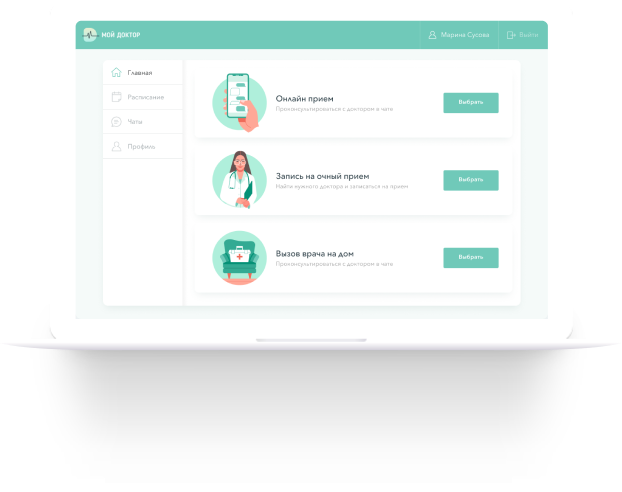 МОЙ ДОКТОР
Марина Сусова
Выйти
Главная
Расписание
Чаты
Профиль
Онлайн прием
Проконсультироваться с доктором в чате
Выбрать
Запись на очный прием
Найти нужного доктора и записаться на прием
Выбрать
Вызов врача на дом
Проконсультироваться с доктором в чате
Выбрать